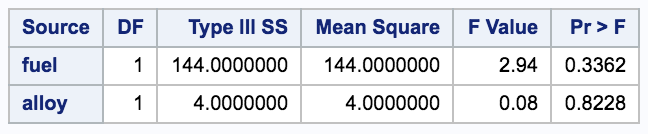 Source DF Type III SS Mean Square F Value Pr > F
fuel 1 144.0000000 144.0000000 2.94 0.3362
alloy 1 4.0000000 4.0000000 0.08 0.8228